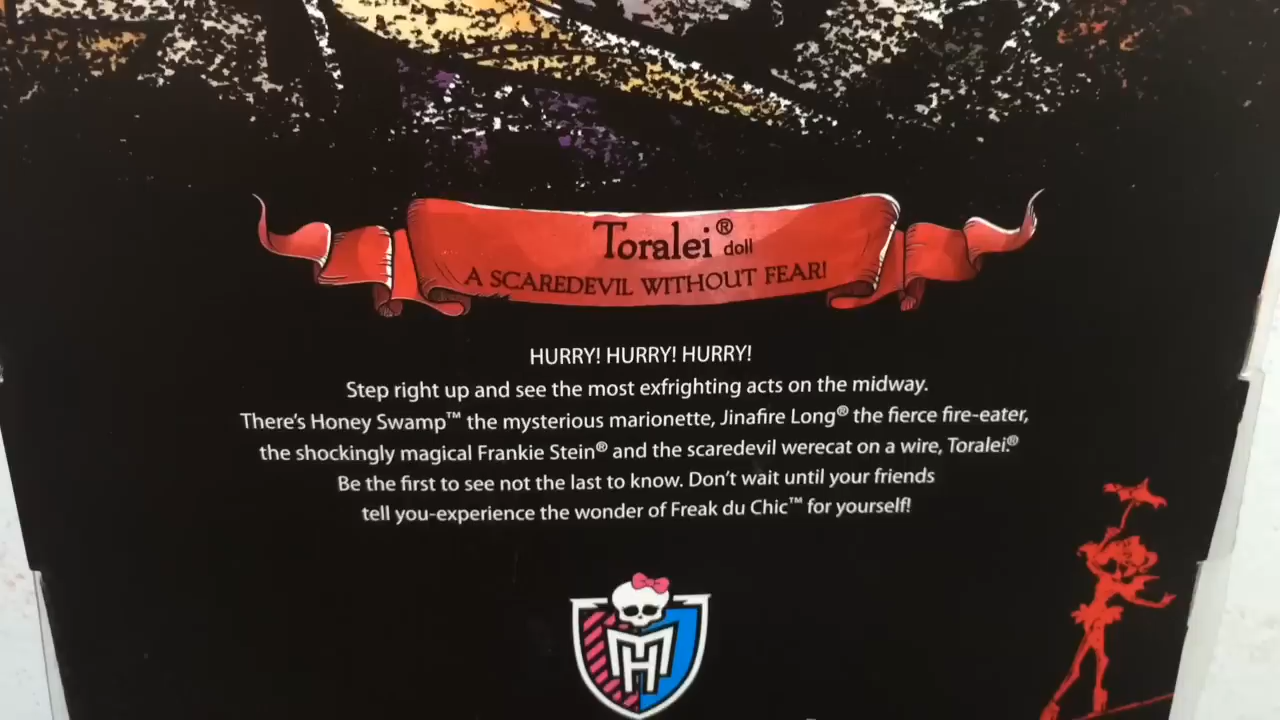 Toralei® doll
A SCAREDEVIL WITHOUT FEAR!
HURRY! HURRY! HURRY!
Step right up and see the most exfrighting acts on the midway.
There's Honey Swamp™ the mysterious marionette, Jinafire Long® the fierce fire-eater,
the shockingly magical Frankie Stein® and the scaredevil werecat on a wire, Toralei.®
Be the first to see not the last to know. Don't wait until your friends
tell you-experience the wonder of Freak du Chic™ for yourself!
MH